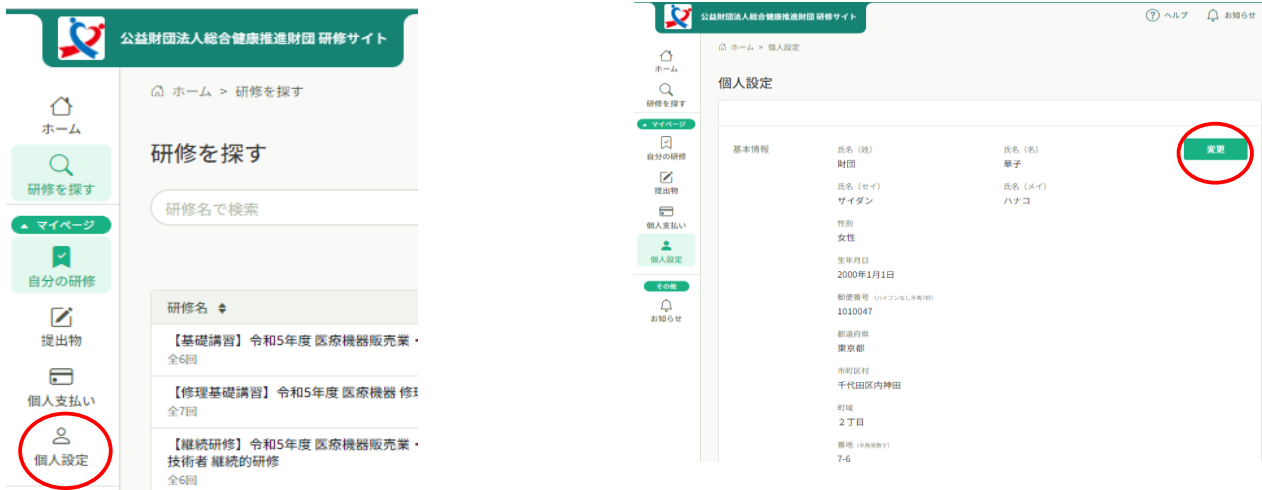 公益財団法人総合健康推進財団 研修サイト
ホーム > 研修を探す
ホーム
研修を探す
マイページ
自分の研修
提出物
個人支払い
個人設定
研修を探す
研修名で検索
研修名
【基礎講習】令和5年度 医療機器販売業・
全6回
【修理基礎講習】令和5年度 医療機器 修
全7回
【継続研修】令和5年度 医療機器販売業・
技術者 継続的研修
全6回
公益財団法人総合健康推進財団 研修サイト
ヘルプ
お知らせ
ホーム > 個人設定
ホーム
研修を探す
マイページ
自分の研修
提出物
個人支払い
個人設定
その他
お知らせ
個人設定
基本情報
氏名（姓） 氏名（名）
財団 華子
変更
氏名（セイ） 氏名（メイ）
ザイダン ハナコ
性別
女性
生年月日
2000年1月1日
郵便番号（ハイフンなし半角7桁）
1010047
都道府県
東京都
市町区村
千代田区内神田
町域
２丁目
番地（半角英数字）
7-6